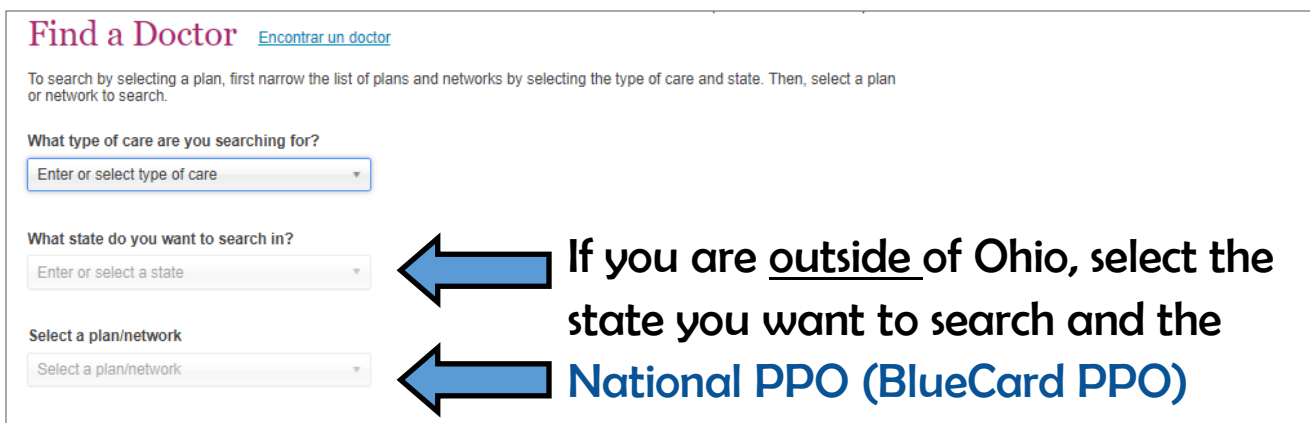 Find a Doctor Encontrar un doctor
To search by selecting a plan, first narrow the list of plans and networks by selecting the type of care and state. Then, select a plan
or network to search.
What type of care are you searching for?
Enter or select type of care
What state do you want to search in?
Enter or select a state
Select a plan/network
Select a plan/network
If you are outside of Ohio, select the
state you want to search and the
National PPO (BlueCard PPO)